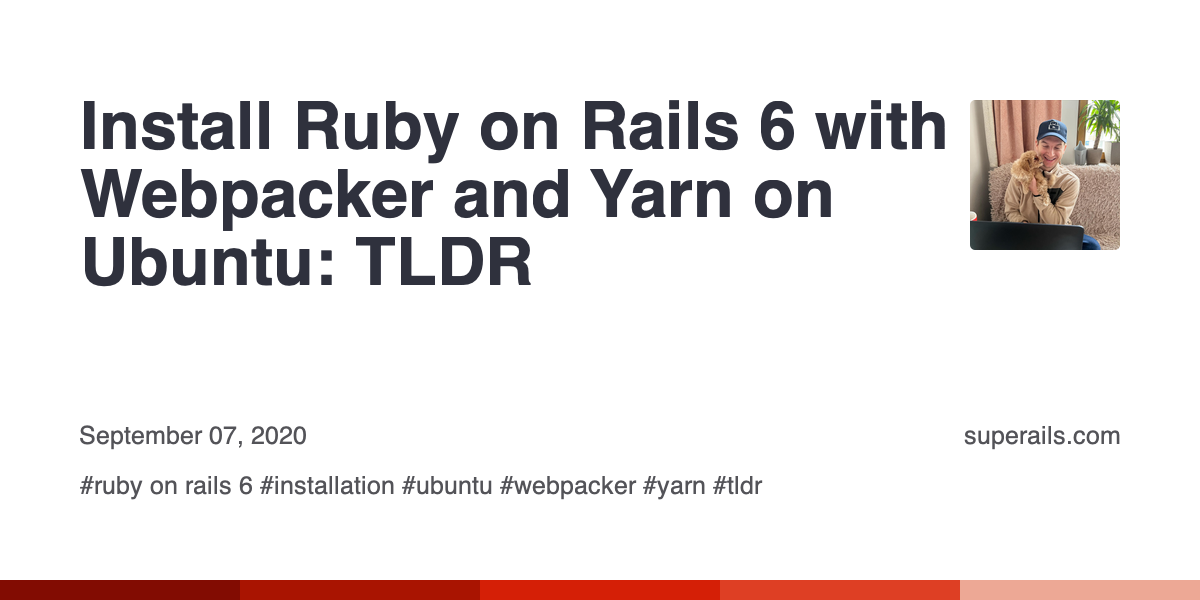 Install Ruby on Rails 6 with
Webpacker and Yarn on
Ubuntu: TLDR
September 07, 2020
superails.com
#ruby on rails 6 #installation #ubuntu #webpacker #yarn #tldr